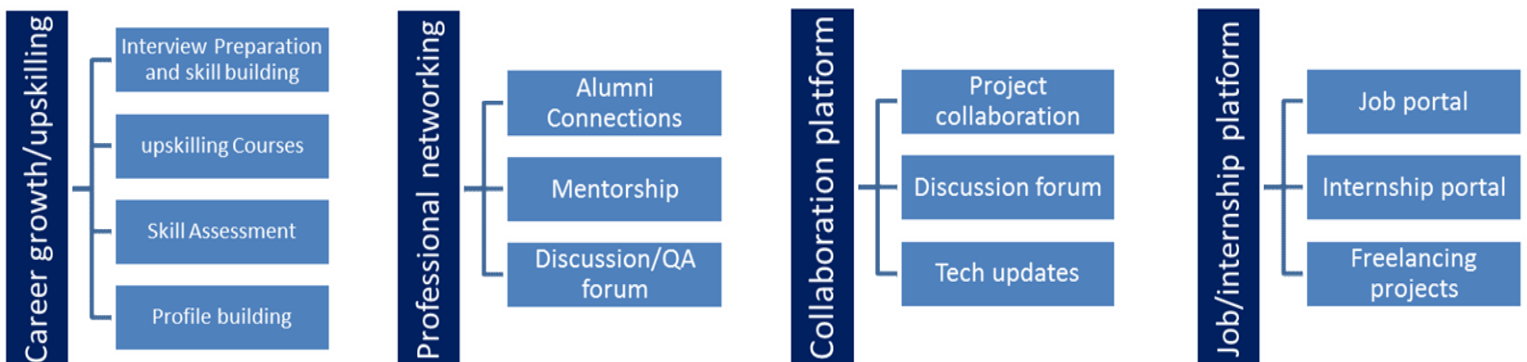 Career growth/upskilling
Interview Preparation
and skill building
upskilling Courses
Skill Assessment
Profile building
Professional networking
Alumni
Connections
Mentorship
Discussion/QA
forum
Collaboration platform
Project
collaboration
Discussion forum
Tech updates
Job/internship platform
Job portal
Internship portal
Freelancing
projects